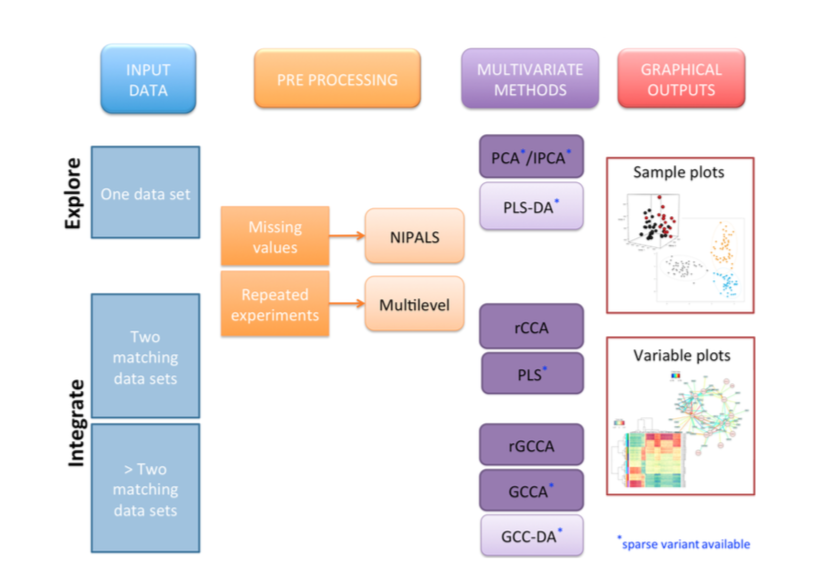 INPUT
DATA
PRE PROCESSING
MULTIVARIATE
METHODS
GRAPHICAL
OUTPUTS
Explore
One data set
Missing
values
NIPALS
Repeated
experiments
Multilevel
PCA*/IPCA*
PLS-DA*
Sample plots
Integrate
Two
matching
data sets
rCCA
PLS*
Variable plots
> Two
matching
data sets
rGCCA
GCCA*
GCC-DA*
*sparse variant available